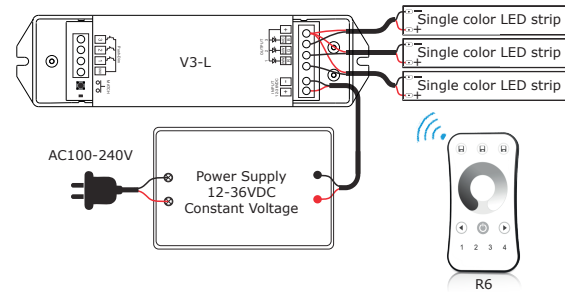 V3-L
Single color LED strip
Single color LED strip
Single color LED strip
AC100-240V
Power Supply
12-36VDC
Constant Voltage
1 2 3 4
R6